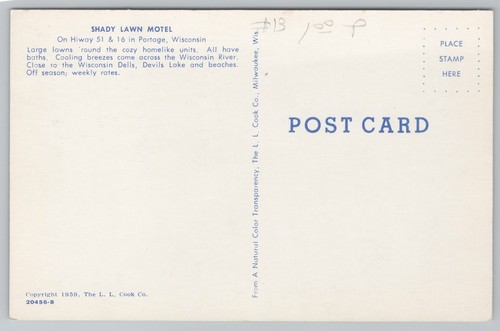 SHADY LAWN MOTEL
On Hiway 51 & 16 in Portage, Wisconsin
Large lawns 'round the cozy homelike units. All have
baths. Cooling breezes come across the Wisconsin River.
Close to the Wisconsin Dells, Devils Lake and beaches.
Off season; weekly rates.
Copyright 1959, The L. L. Cook Co.
20456-B
From A Natural Color Transparency, The L. L. Cook Co., Milwaukee, Wis.
$13 1.00 P
PLACE
STAMP
HERE
POST CARD